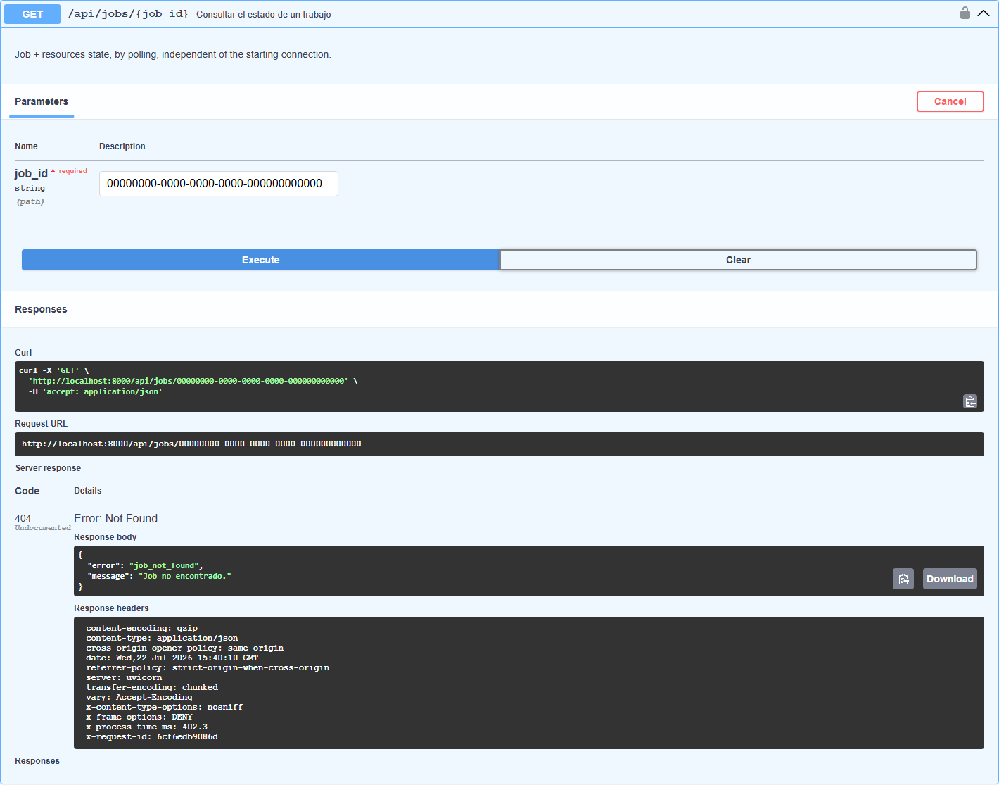 GET /api/jobs/{job_id} Consultar el estado de un trabajo
Job + resources state, by polling, independent of the starting connection.
Parameters
Cancel
Name Description
job_id * required
string
(path)
00000000-0000-0000-0000-000000000000
Execute Clear
Responses
Curl
curl -X 'GET' \
'http://localhost:8000/api/jobs/00000000-0000-0000-0000-000000000000' \
-H 'accept: application/json'
Request URL
http://localhost:8000/api/jobs/00000000-0000-0000-0000-000000000000
Server response
Code Details
404
Undocumented
Error: Not Found
Response body
{
"error": "job_not_found",
"message": "Job no encontrado."
}
Download
Response headers
content-encoding: gzip
content-type: application/json
cross-origin-opener-policy: same-origin
date: Wed,22 Jul 2026 15:40:10 GMT
referrer-policy: strict-origin-when-cross-origin
server: uvicorn
transfer-encoding: chunked
vary: Accept-Encoding
x-content-type-options: nosniff
x-frame-options: DENY
x-process-time-ms: 402.3
x-request-id: 6cf6edb9086d
Responses